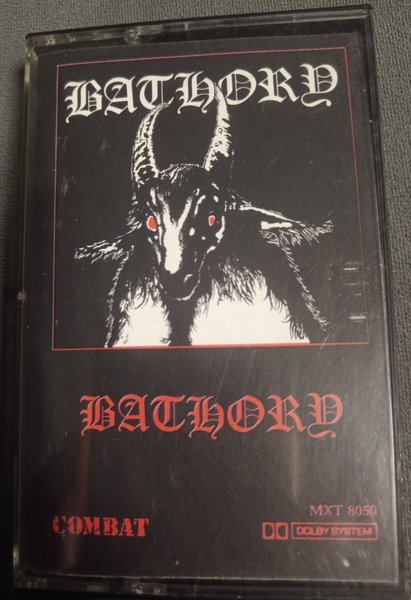 BATHORY
BATHORY
MXT 8050
COMBAT
DOLBY SYSTEM